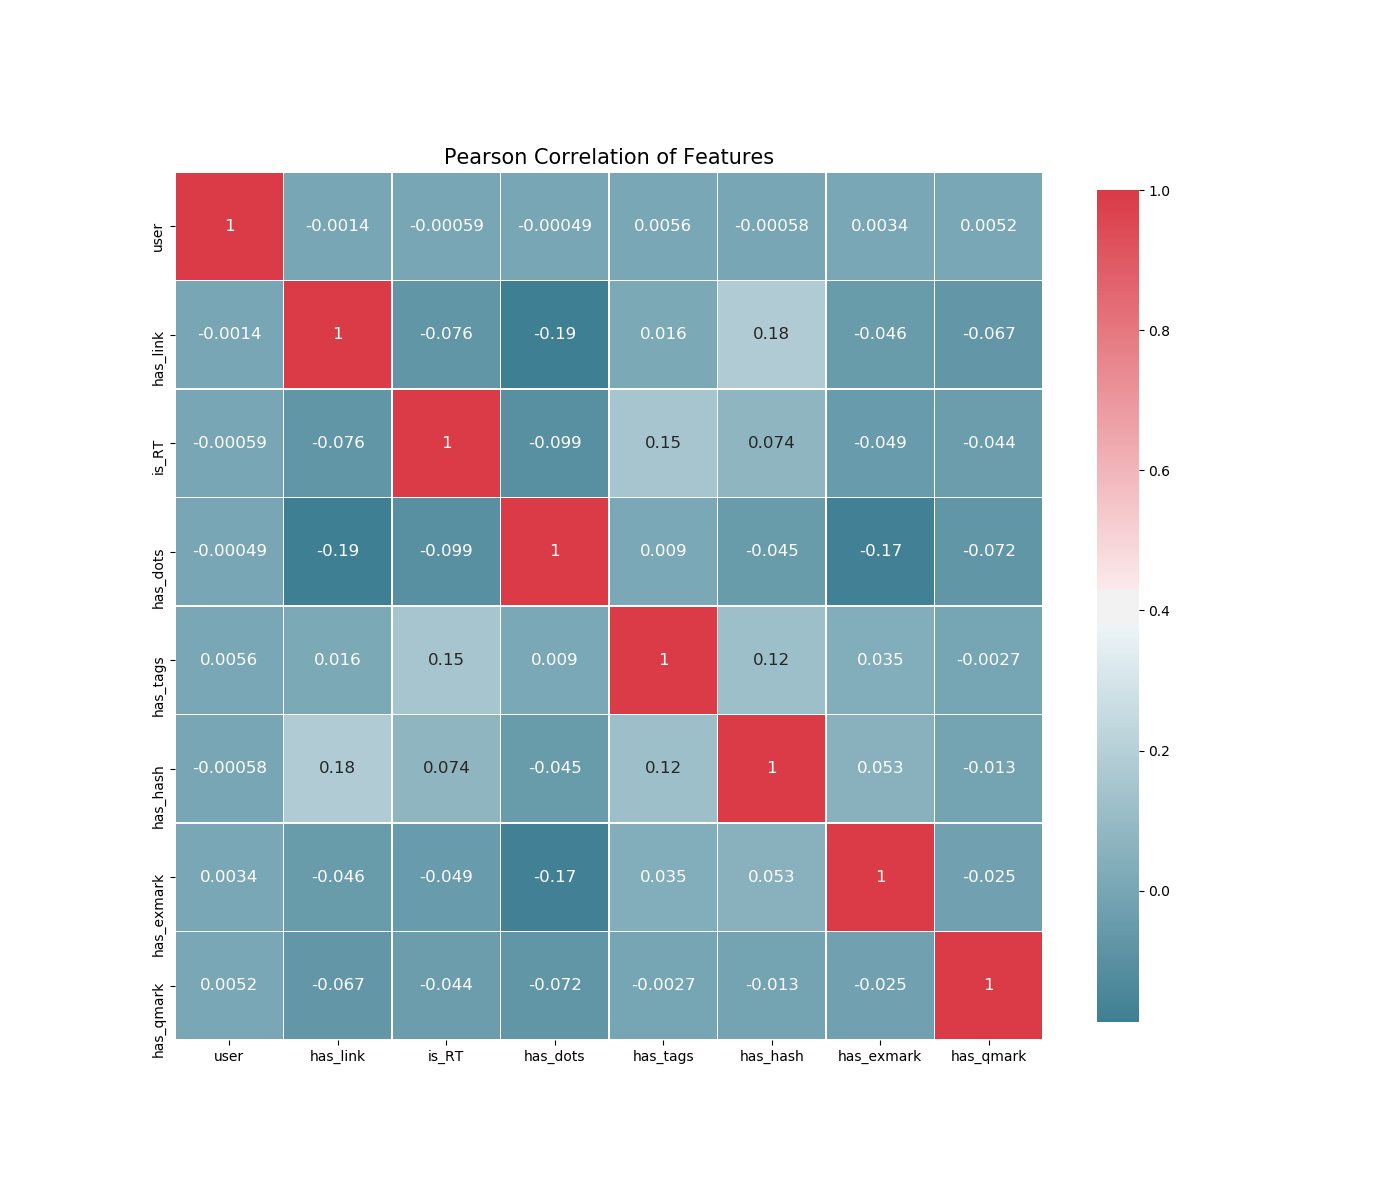 Pearson Correlation of Features
user 1 -0.0014 -0.00059 -0.00049 0.0056 -0.00058 0.0034 0.0052
has_link -0.0014 1 -0.076 -0.19 0.016 0.18 -0.046 -0.067
is_RT -0.00059 -0.076 1 -0.099 0.15 0.074 -0.049 -0.044
has_dots -0.00049 -0.19 -0.099 1 0.009 -0.045 -0.17 -0.072
has_tags 0.0056 0.016 0.15 0.009 1 0.12 0.035 -0.0027
has_hash -0.00058 0.18 0.074 -0.045 0.12 1 0.053 -0.013
has_exmark 0.0034 -0.046 -0.049 -0.17 0.035 0.053 1 -0.025
has_qmark 0.0052 -0.067 -0.044 -0.072 -0.0027 -0.013 -0.025 1
user has_link is_RT has_dots has_tags has_hash has_exmark has_qmark
1.0
0.8
0.6
0.4
0.2
0.0